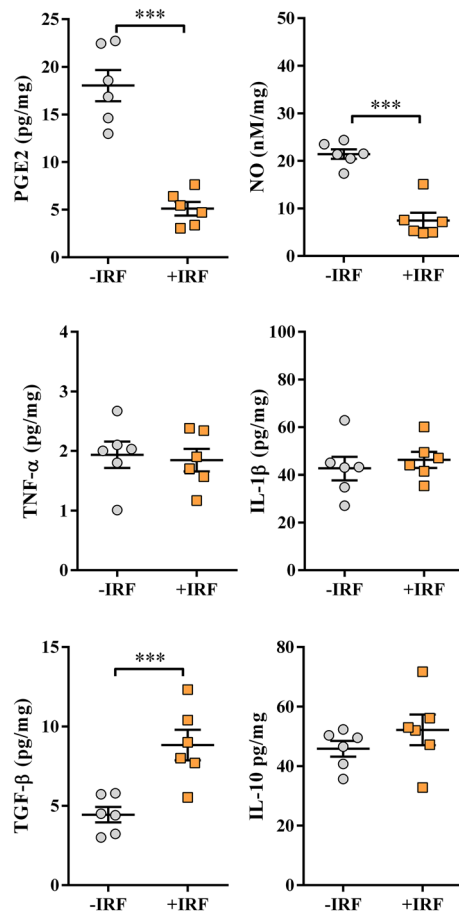 PGE2 (pg/mg)
25
20
15
10
5
0
***
-IRF +IRF
NO (nM/mg)
50
40
30
20
10
0
***
-IRF +IRF
TNF-α (pg/mg)
4
3
2
1
0
-IRF +IRF
IL-1β (pg/mg)
100
80
60
40
20
0
-IRF +IRF
TGF-β (pg/mg)
15
10
5
0
***
-IRF +IRF
IL-10 pg/mg)
80
60
40
20
0
-IRF +IRF